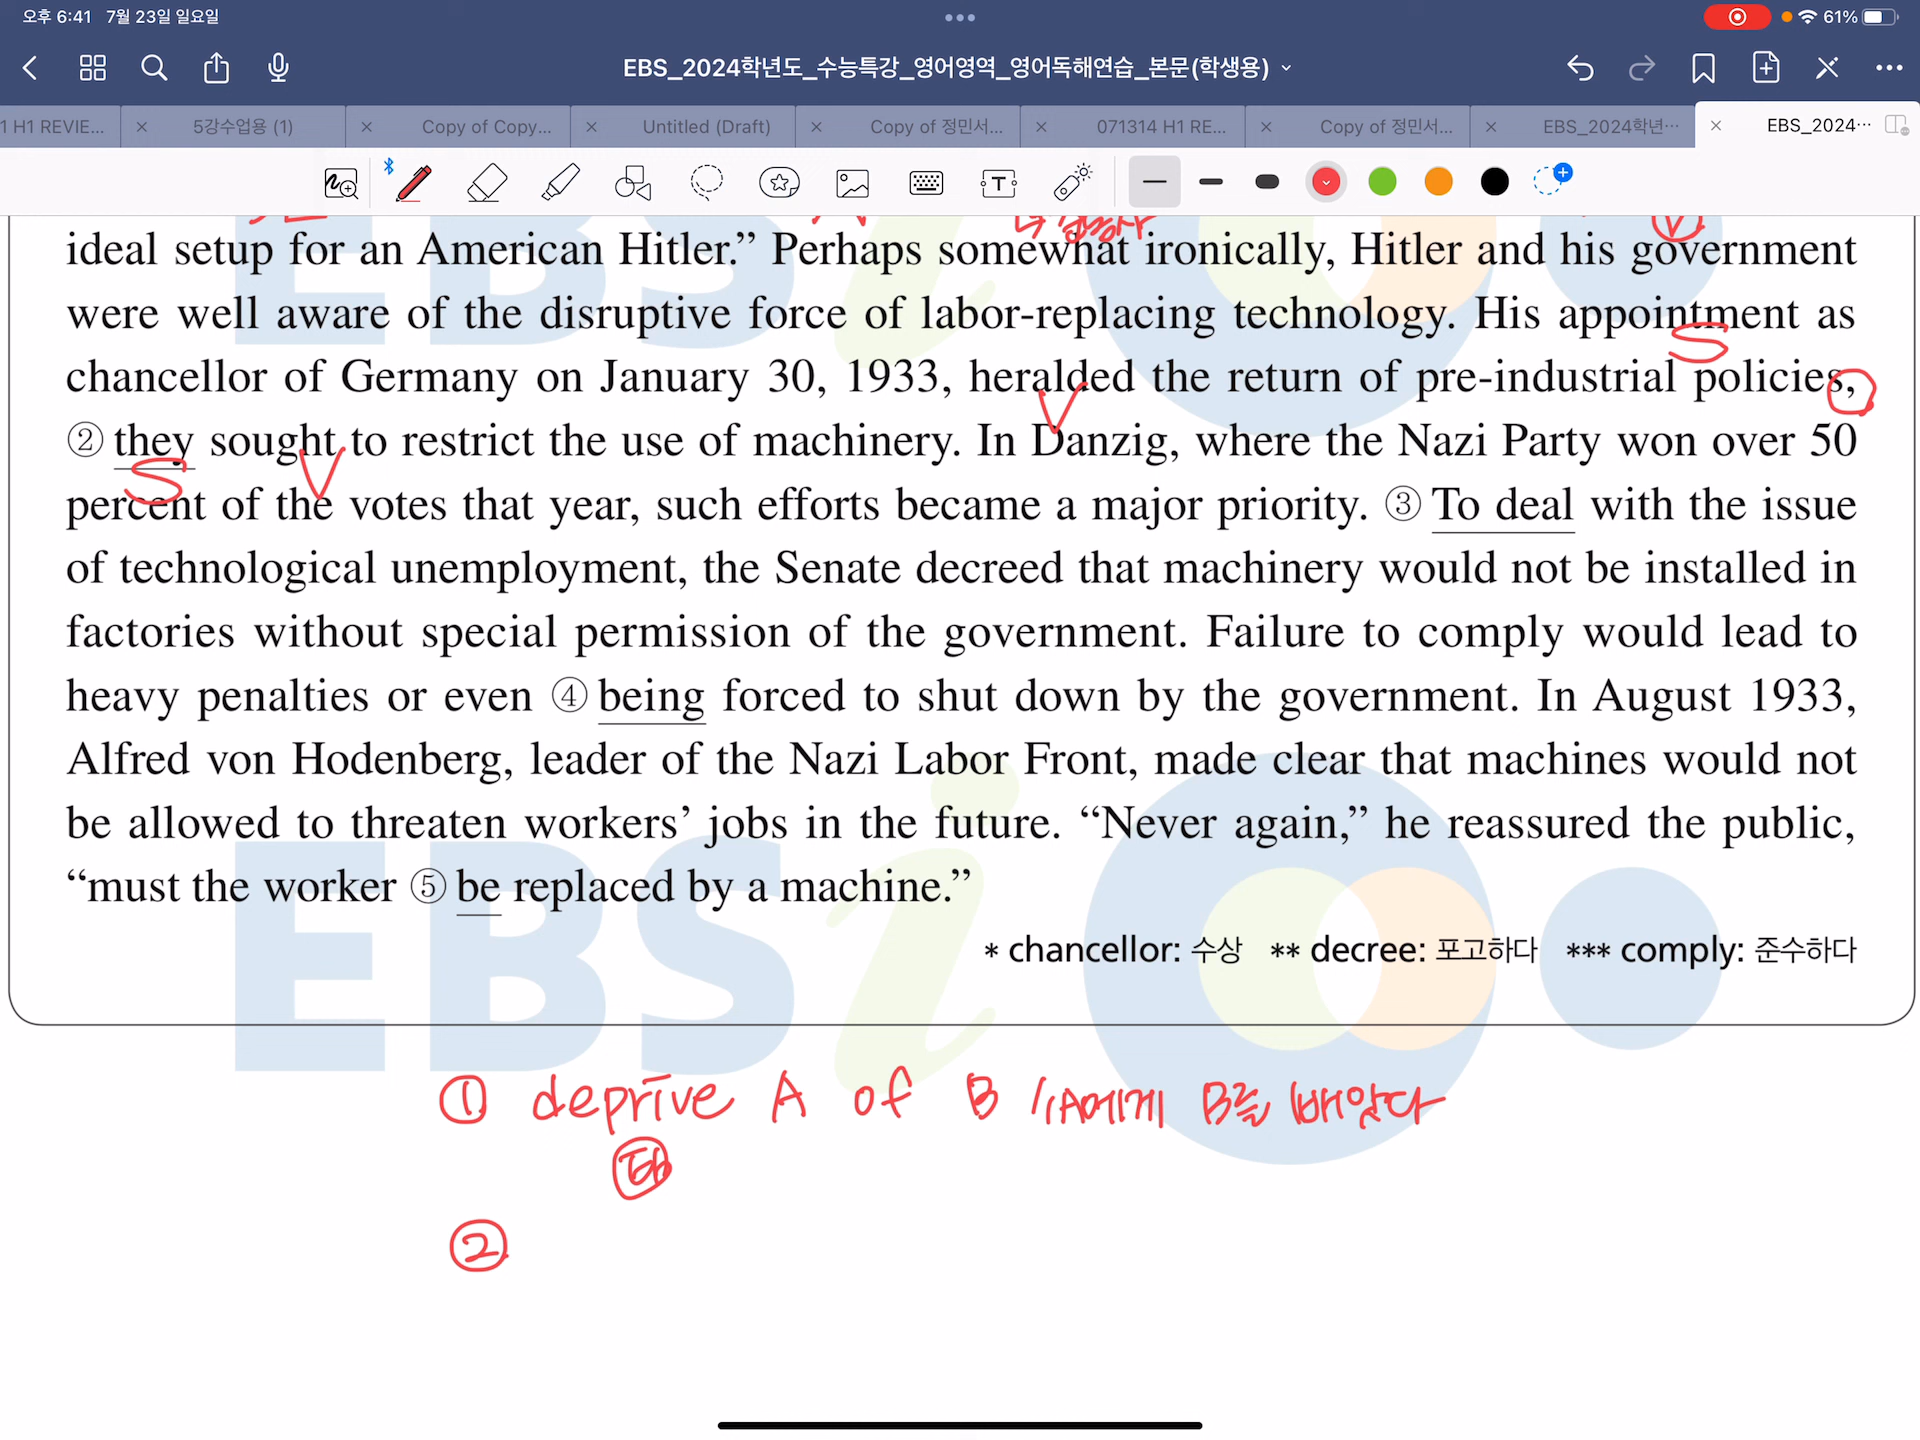 오후 6:41 7월 23일 일요일
61%
EBS_2024학년도_수능특강_영어영역_영어독해연습_본문(학생용)
1 H1 REVIE... 5강수업용 (1) Copy of Copy... Untitled (Draft) Copy of 정민서... 071314 H1 RE... Copy of 정민서... EBS_2024학년... EBS_2024...
ideal setup for an American Hitler.” Perhaps somewhat ironically, Hitler and his government
were well aware of the disruptive force of labor-replacing technology. His appointment as
S
chancellor of Germany on January 30, 1933, heralded the return of pre-industrial policies,
V
② they sought to restrict the use of machinery. In Danzig, where the Nazi Party won over 50
S V
percent of the votes that year, such efforts became a major priority. ③ To deal with the issue
of technological unemployment, the Senate decreed that machinery would not be installed in
factories without special permission of the government. Failure to comply would lead to
heavy penalties or even ④ being forced to shut down by the government. In August 1933,
Alfred von Hodenberg, leader of the Nazi Labor Front, made clear that machines would not
be allowed to threaten workers’ jobs in the future. “Never again,” he reassured the public,
“must the worker ⑤ be replaced by a machine.”
* chancellor: 수상 ** decree: 포고하다 *** comply: 준수하다
① deprive A of B // A에게 B를 빼앗다
②
EBSi
EBSi